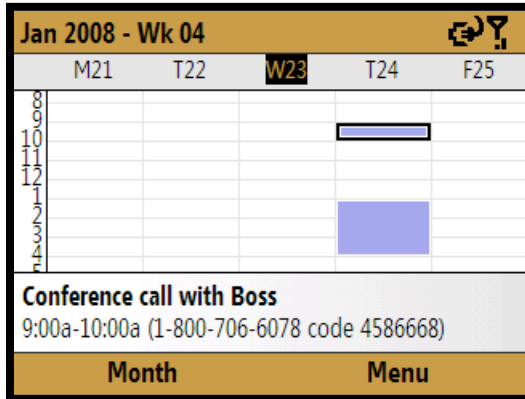 Jan 2008 - Wk 04
M21 T22 W23 T24 F25
8
9
10
11
12
1
2
3
4
Conference call with Boss
9:00a-10:00a (1-800-706-6078 code 4586668)
Month Menu